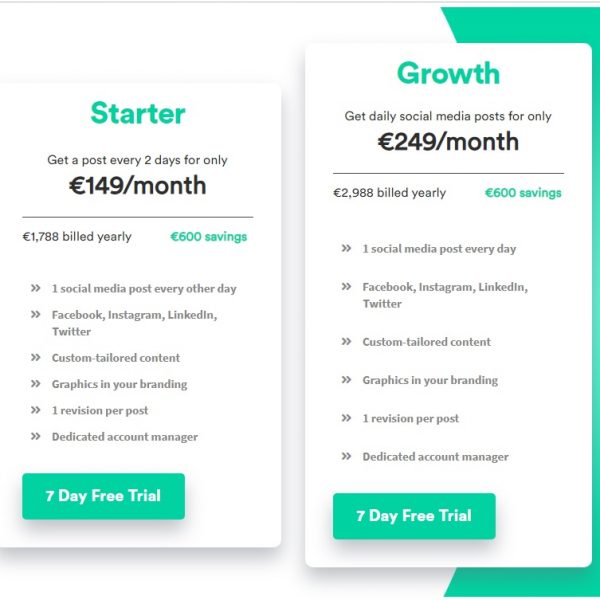 Starter
Get a post every 2 days for only
€149/month
€1,788 billed yearly €600 savings
1 social media post every other day
Facebook, Instagram, LinkedIn,
Twitter
Custom-tailored content
Graphics in your branding
1 revision per post
Dedicated account manager
7 Day Free Trial
Growth
Get daily social media posts for only
€249/month
€2,988 billed yearly €600 savings
1 social media post every day
Facebook, Instagram, LinkedIn,
Twitter
Custom-tailored content
Graphics in your branding
1 revision per post
Dedicated account manager
7 Day Free Trial